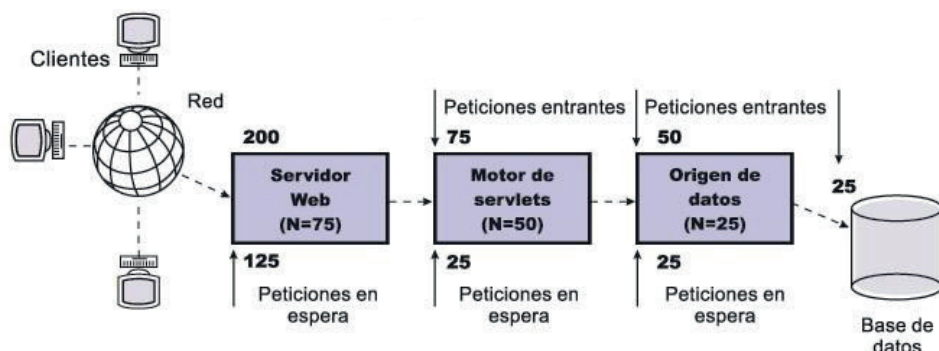 Clientes
Red
Peticiones entrantes
Peticiones entrantes
200
75
50
25
Servidor
Web
(N=75)
Motor de
servlets
(N=50)
Origen de
datos
(N=25)
125
25
25
Peticiones en
espera
Peticiones en
espera
Peticiones en
espera
Base de
datos